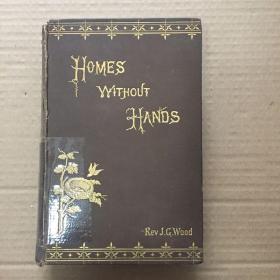 HOMES
WITHOUT
HANDS
Rev J.G. Wood